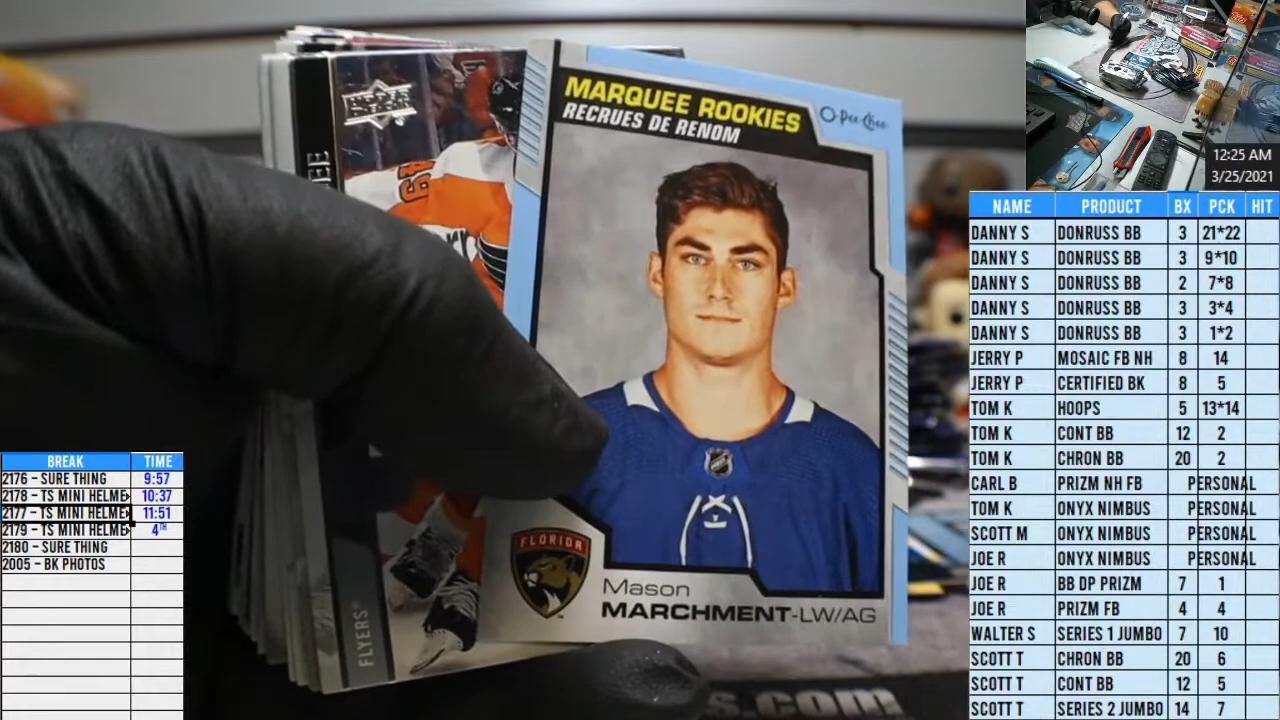 MARQUEE ROOKIES
RECRUES DE RENOM
O-Pee-Chee
UPPER DECK
FLORIDA
Mason
MARCHMENT-LW/AG
FLYERS
s.com
12:25 AM
3/25/2021
NAME PRODUCT BX PCK HIT
DANNY S DONRUSS BB 3 21*22
DANNY S DONRUSS BB 3 9*10
DANNY S DONRUSS BB 2 7*8
DANNY S DONRUSS BB 3 3*4
DANNY S DONRUSS BB 3 1*2
JERRY P MOSAIC FB NH 8 14
JERRY P CERTIFIED BK 8 5
TOM K HOOPS 5 13*14
TOM K CONT BB 12 2
TOM K CHRON BB 20 2
CARL B PRIZM NH FB PERSONAL
TOM K ONYX NIMBUS PERSONAL
SCOTT M ONYX NIMBUS PERSONAL
JOE R ONYX NIMBUS PERSONAL
JOE R BB DP PRIZM 7 1
JOE R PRIZM FB 4 4
WALTER S SERIES 1 JUMBO 7 10
SCOTT T CHRON BB 20 6
SCOTT T CONT BB 12 5
SCOTT T SERIES 2 JUMBO 14 7
BREAK TIME
2176 - SURE THING 9:57
2178 - TS MINI HELME 10:37
2177 - TS MINI HELME 11:51
2179 - TS MINI HELME 4TH
2180 - SURE THING
2005 - BK PHOTOS